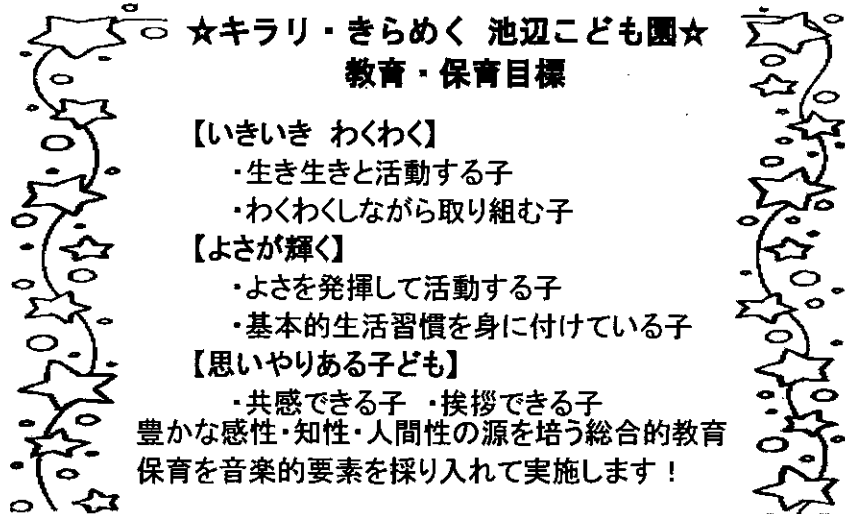 ☆キラリ・きらめく 池辺こども園☆
教育・保育目標
【いきいき わくわく】
・生き生きと活動する子
・わくわくしながら取り組む子
【よさが輝く】
・よさを発揮して活動する子
・基本的生活習慣を身に付けている子
【思いやりある子ども】
・共感できる子 ・挨拶できる子
豊かな感性・知性・人間性の源を培う総合的教育
保育を音楽的要素を採り入れて実施します！